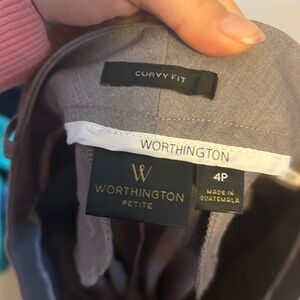 CURVY FIT
WORTHINGTON
W
WORTHINGTON
PETITE
4P
MADE IN
GUATEMALA